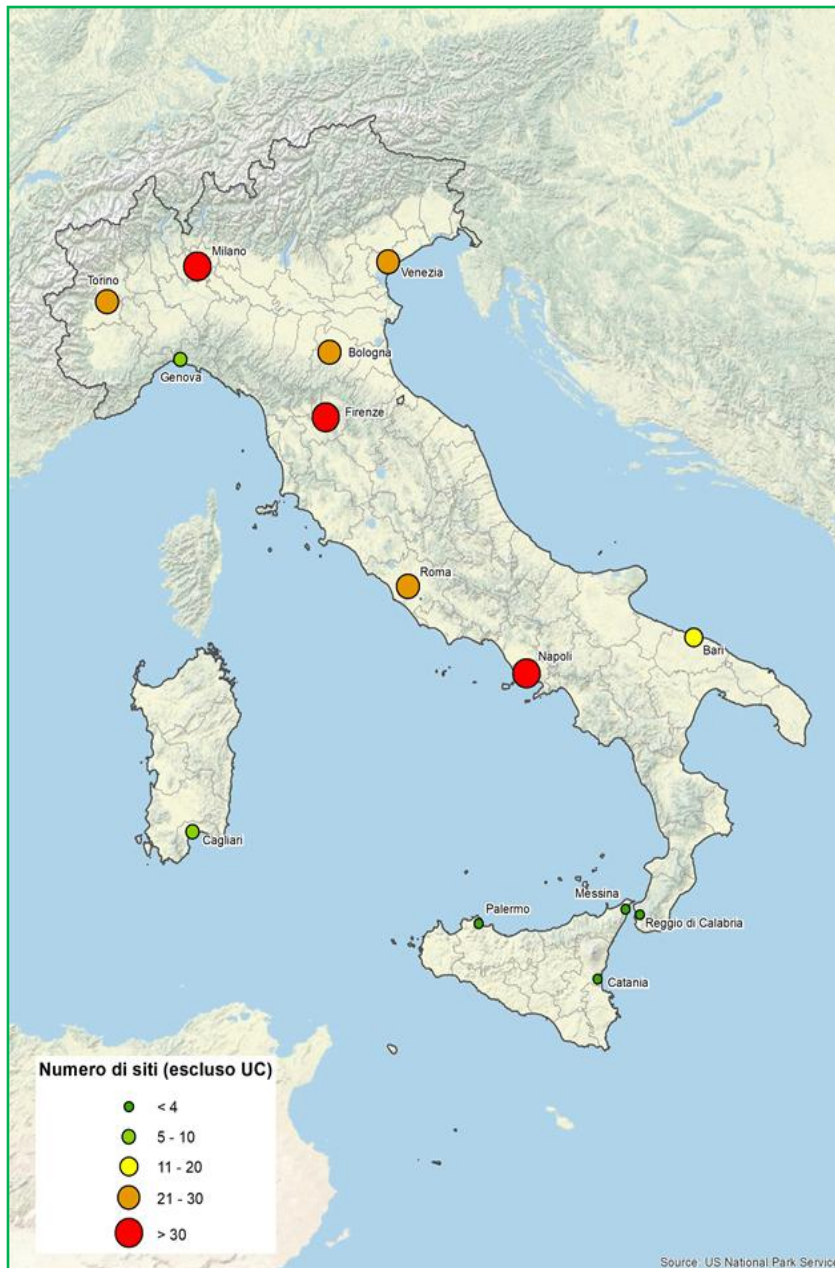 Milano
Venezia
Torino
Bologna
Genova
Firenze
Roma
Napoli
Bari
Cagliari
Messina
Palermo
Reggio di Calabria
Catania
Numero di siti (escluso UC)
< 4
5 - 10
11 - 20
21 - 30
> 30
Source: US National Park Service